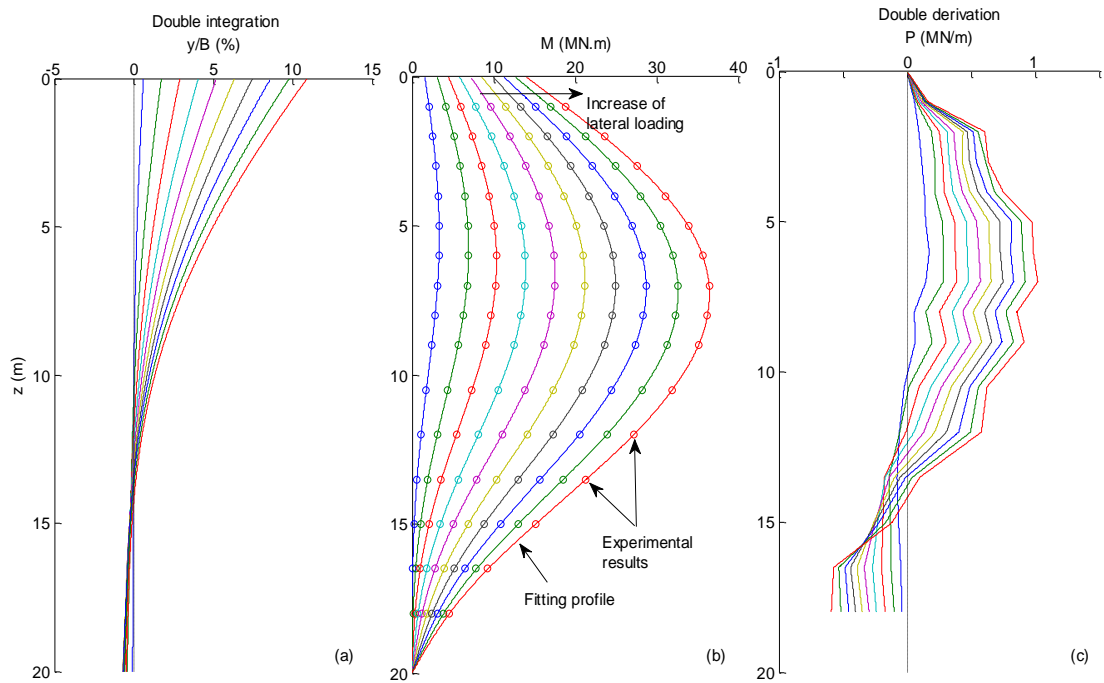 Double integration
y/B (%)
-5 0 5 10 15
0
5
10
15
20
z (m)
(a)
M (MN.m)
0 10 20 30 40
0
5
10
15
20
Increase of
lateral loading
Experimental
results
Fitting profile
(b)
Double derivation
P (MN/m)
-1 0 1
0
5
10
15
20
(c)